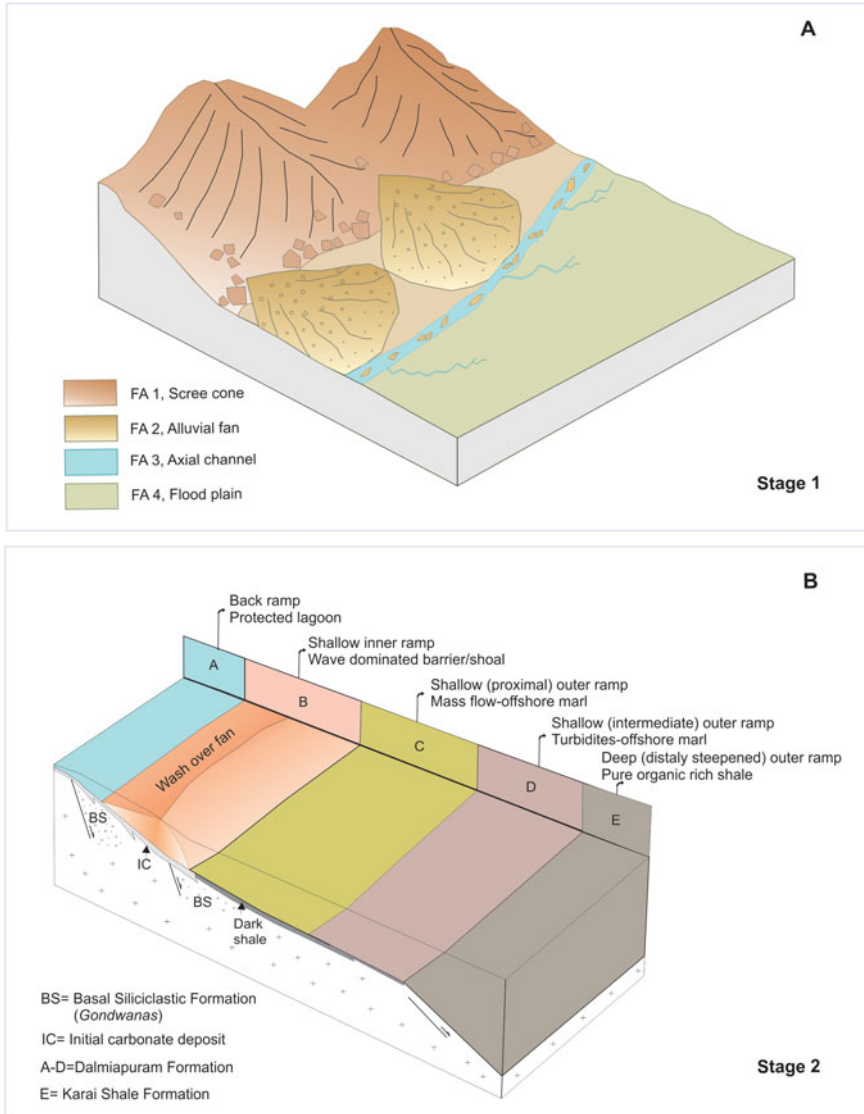 A
FA 1, Scree cone
FA 2, Alluvial fan
FA 3, Axial channel
FA 4, Flood plain
Stage 1
B
Back ramp
Protected lagoon
Shallow inner ramp
Wave dominated barrier/shoal
Shallow (proximal) outer ramp
Mass flow-offshore marl
Shallow (intermediate) outer ramp
Turbidites-offshore marl
Deep (distaly steepened) outer ramp
Pure organic rich shale
A
B
C
D
E
Wash over fan
BS
IC
BS
Dark
shale
BS= Basal Siliciclastic Formation
(Gondwanas)
IC= Initial carbonate deposit
A-D=Dalmiapuram Formation
E= Karai Shale Formation
Stage 2